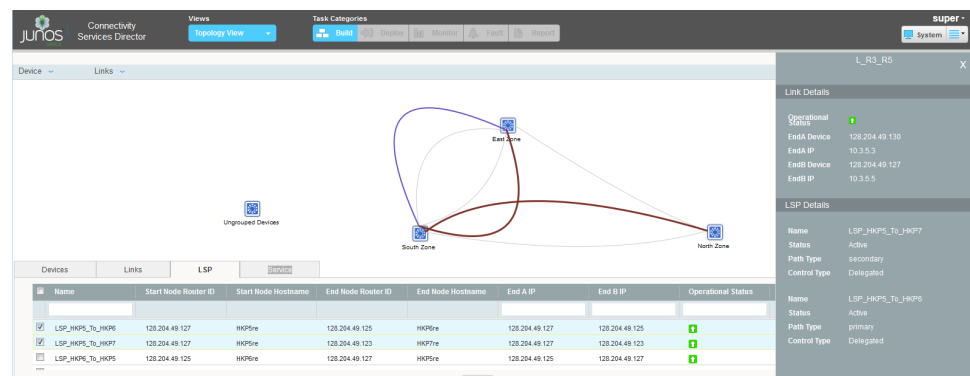 JUNOS
SPACE
Connectivity
Services Director
Views
Topology View
Task Categories
Build
Deploy
Monitor
Fault
Report
super
System
Device
Links
L_R3_R5
X
Link Details
Operational
Status
EndA Device 128.204.49.130
EndA IP 10.3.5.3
EndB Device 128.204.49.127
EndB IP 10.3.5.5
LSP Details
Name LSP_HKP5_To_HKP7
Status Active
Path Type secondary
Control Type Delegated
Name LSP_HKP5_To_HKP6
Status Active
Path Type primary
Control Type Delegated
East Zone
Ungrouped Devices
South Zone
North Zone
Devices Links LSP Service
Name Start Node Router ID Start Node Hostname End Node Router ID End Node Hostname End A IP End B IP Operational Status
LSP_HKP5_To_HKP6 128.204.49.127 HKP5re 128.204.49.125 HKP6re 128.204.49.127 128.204.49.125
LSP_HKP5_To_HKP7 128.204.49.127 HKP5re 128.204.49.123 HKP7re 128.204.49.127 128.204.49.123
LSP_HKP6_To_HKP5 128.204.49.125 HKP6re 128.204.49.127 HKP5re 128.204.49.125 128.204.49.127